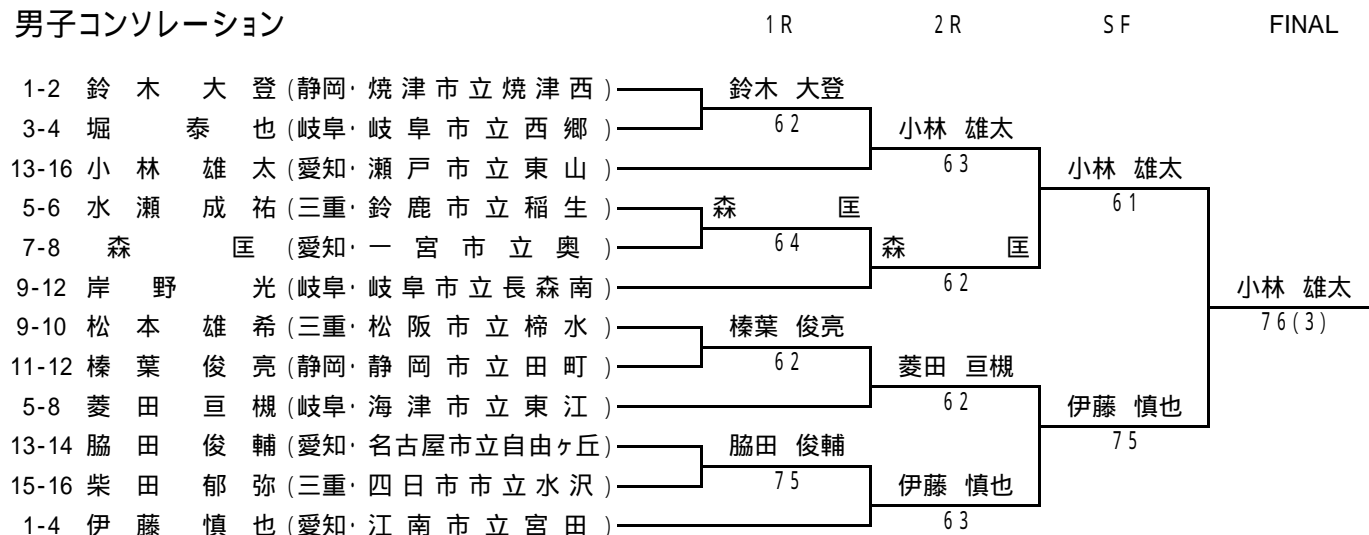 男子コンソレーション 1R 2R SF FINAL
1-2 鈴木 大登 (静岡・焼津市立焼津西) 鈴木 大登
3-4 堀 泰也 (岐阜・岐阜市立西郷) 62 小林 雄太
13-16 小林 雄太 (愛知・瀬戸市立東山) 63 小林 雄太
5-6 水瀬 成祐 (三重・鈴鹿市立稲生) 森 匡 61
7-8 森 匡 (愛知・一宮市立奥) 64 森 匡
9-12 岸野 光 (岐阜・岐阜市立長森南) 62 小林 雄太
9-10 松本 雄希 (三重・松阪市立楴水) 榛葉 俊亮 76(3)
11-12 榛葉 俊亮 (静岡・静岡市立田町) 62 菱田 亘槻
5-8 菱田 亘槻 (岐阜・海津市立東江) 62 伊藤 慎也
13-14 脇田 俊輔 (愛知・名古屋市立自由ヶ丘) 脇田 俊輔 75
15-16 柴田 郁弥 (三重・四日市市立水沢) 75 伊藤 慎也
1-4 伊藤 慎也 (愛知・江南市立宮田) 63